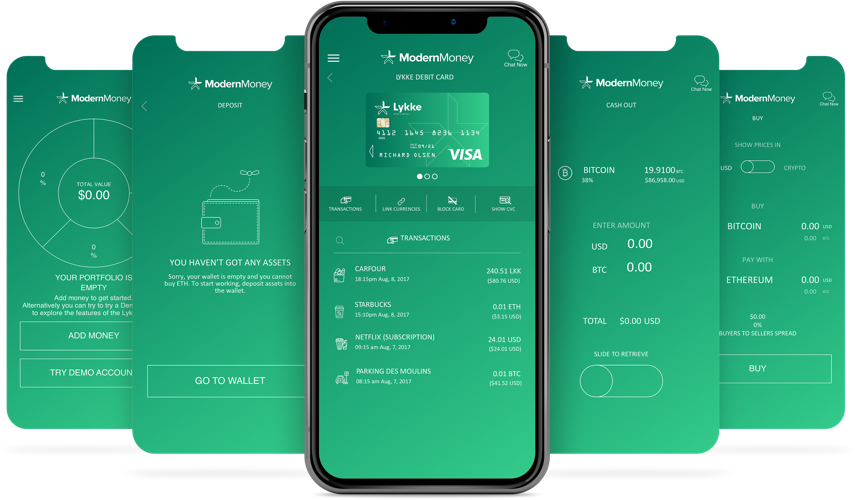 ModernMoney
0
%
TOTAL VALUE
$0.00
0
%
YOUR PORTFOLIO IS
EMPTY
Add money to get started.
Alternatively you can try to try a
to explore the features of the
ADD MONEY
TRY DEMO
ModernMoney
DEPOSIT
YOU HAVEN'T GOT ANY ASSETS
Sorry, your wallet is empty and you cannot
buy ETH. To start working, deposit assets into
the wallet.
GO TO WALLET
ModernMoney
Chat Now
LYKKE DEBIT CARD
Lykke
4112 1645 8236 1134
09/21
RICHARD OLSEN
VISA
TRANSACTIONS
LINK CURRENCIES
BLOCK CARD
SHOW CVC
TRANSACTIONS
CARFOUR
240.51 LKK
18:25pm Aug, 8, 2017
($80.76 USD)
STARBUCKS
0.01 ETH
15:10pm Aug, 8, 2017
($3.15 USD)
NETFLIX (SUBSCRIPTION)
24.01 USD
09:15 am Aug, 7, 2017
($24.01 USD)
PARKING DES MOULINS
0.01 BTC
08:15 am Aug, 7, 2017
($41.52 USD)
ModernMoney
Chat Now
CASH OUT
BITCOIN
19.9100 BTC
38%
$86,958.00 USD
ENTER AMOUNT
USD 0.00
BTC 0.00
TOTAL $0.00 USD
SLIDE TO RETRIEVE
ModernMoney
Chat Now
BUY
SHOW PRICES IN
USD
CRYPTO
BUY
BITCOIN
0.00 USD
0.00 BTC
PAY WITH
ETHEREUM
0.00 USD
0.00
$0.00
0%
BUYERS TO SELLERS SPREAD
BUY